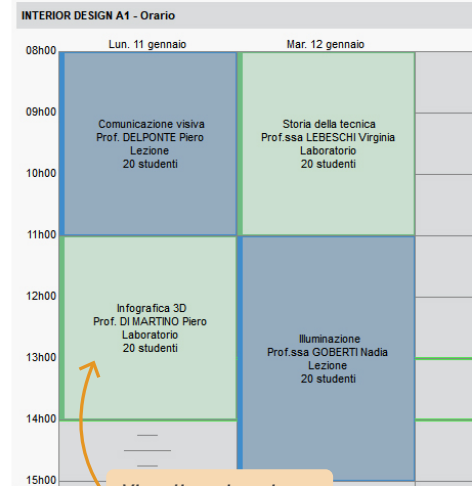 INTERIOR DESIGN A1 - Orario
Lun. 11 gennaio
Mar. 12 gennaio
08h00
09h00
Comunicazione visiva
Prof. DELPONTE Piero
Lezione
20 studenti
Storia della tecnica
Prof.ssa LEBESCHI Virginia
Laboratorio
20 studenti
10h00
11h00
12h00
Infografica 3D
Prof. DI MARTINO Piero
Laboratorio
20 studenti
Illuminazione
Prof.ssa GOBERTI Nadia
Lezione
20 studenti
13h00
14h00
15h00